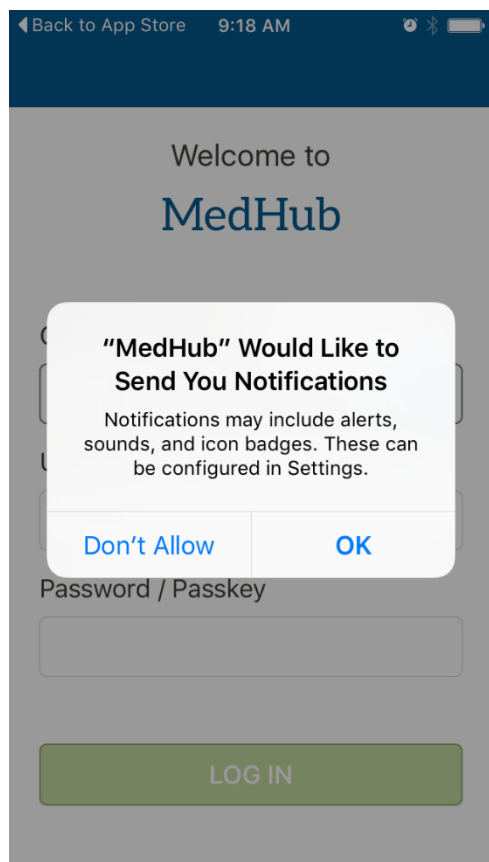 Back to App Store 9:18 AM
Welcome to
MedHub
“MedHub” Would Like to
Send You Notifications
Notifications may include alerts,
sounds, and icon badges. These can
be configured in Settings.
Don’t Allow OK
Password / Passkey
LOG IN